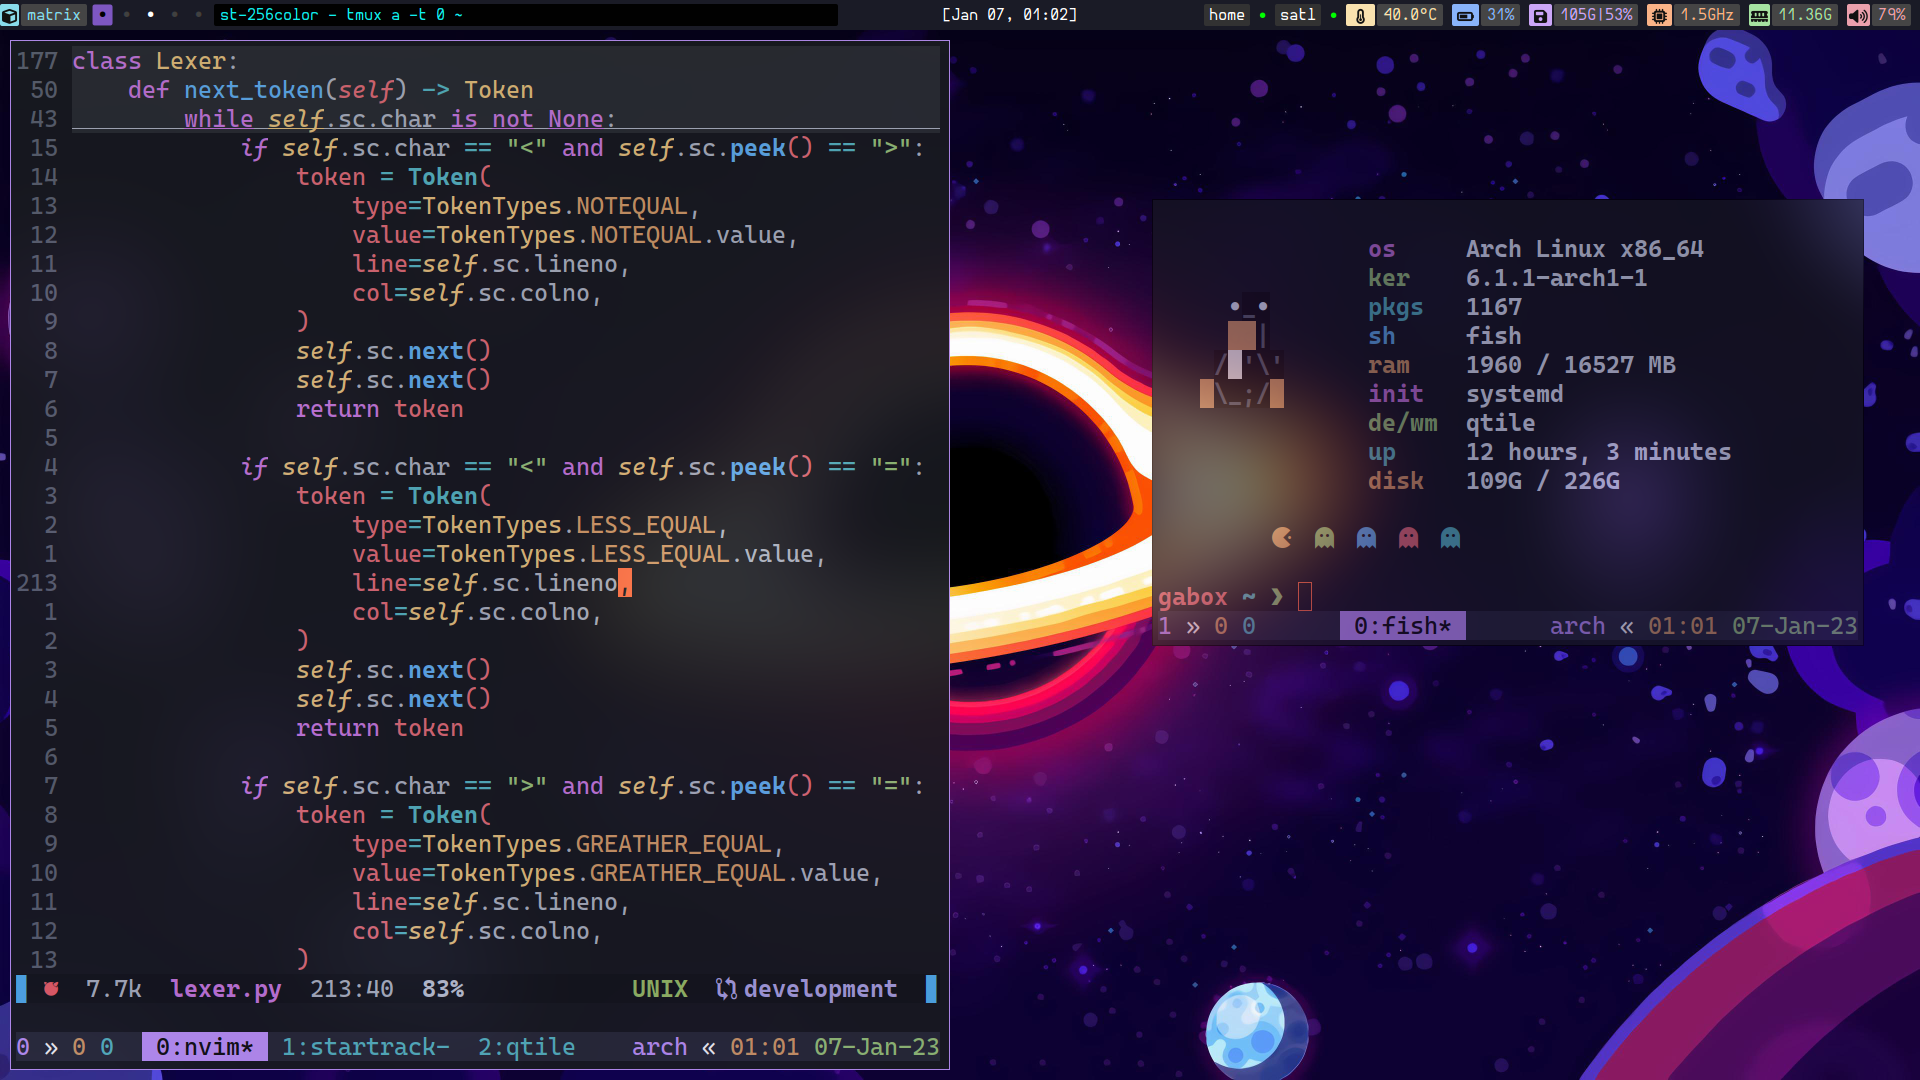 matrix st-256color - tmux a -t 0 ~ [Jan 07, 01:02] home • satl • 40.0°C 31% 105G|53% 1.5GHz 11.36G 79%
177 class Lexer:
50     def next_token(self) -> Token
43         while self.sc.char is not None:
15             if self.sc.char == "<" and self.sc.peek() == ">":
14                 token = Token(
13                     type=TokenTypes.NOTEQUAL,
12                     value=TokenTypes.NOTEQUAL.value,
11                     line=self.sc.lineno,
10                     col=self.sc.colno,
9                 )
8                 self.sc.next()
7                 self.sc.next()
6                 return token
5
4             if self.sc.char == "<" and self.sc.peek() == "=":
3                 token = Token(
2                     type=TokenTypes.LESS_EQUAL,
1                     value=TokenTypes.LESS_EQUAL.value,
213                     line=self.sc.lineno,
1                     col=self.sc.colno,
2                 )
3                 self.sc.next()
4                 self.sc.next()
5                 return token
6
7             if self.sc.char == ">" and self.sc.peek() == "=":
8                 token = Token(
9                     type=TokenTypes.GREATHER_EQUAL,
10                     value=TokenTypes.GREATHER_EQUAL.value,
11                     line=self.sc.lineno,
12                     col=self.sc.colno,
13                 )
7.7k lexer.py 213:40 83% UNIX development
0 » 0 0 0:nvim* 1:startrack- 2:qtile arch « 01:01 07-Jan-23
os Arch Linux x86_64
ker 6.1.1-arch1-1
pkgs 1167
sh fish
ram 1960 / 16527 MB
init systemd
de/wm qtile
up 12 hours, 3 minutes
disk 109G / 226G
gabox ~ ❯
1 » 0 0 0:fish* arch « 01:01 07-Jan-23